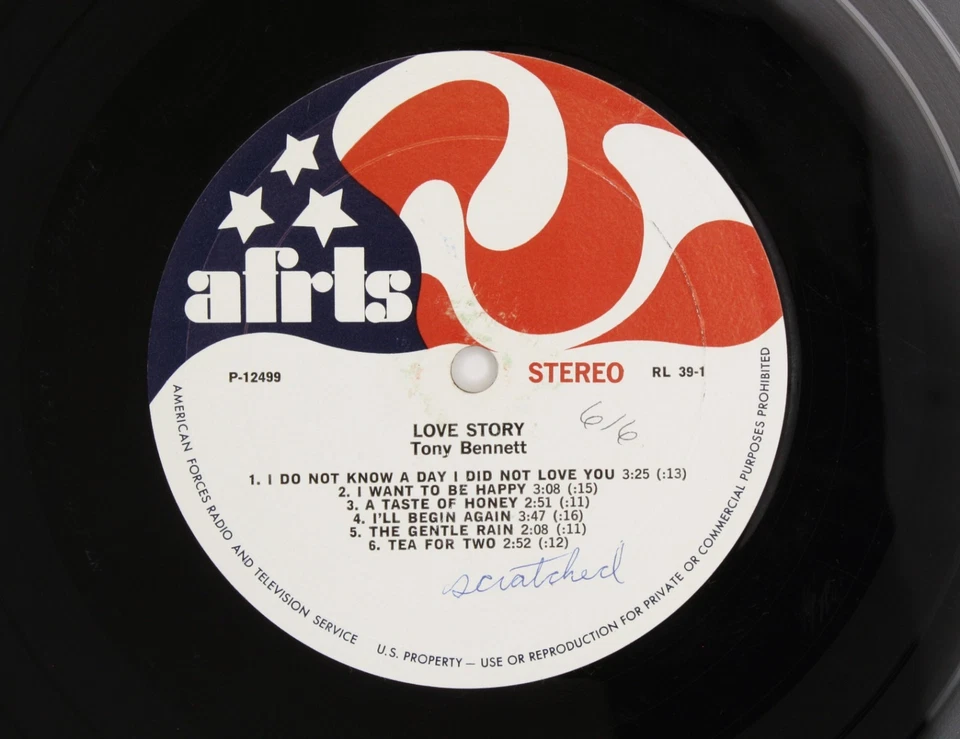 afrts
P-12499
STEREO
RL 39-1
616
LOVE STORY
Tony Bennett
1. I DO NOT KNOW A DAY I DID NOT LOVE YOU 3:25 (:13)
2. I WANT TO BE HAPPY 3:08 (:15)
3. A TASTE OF HONEY 2:51 (:11)
4. I'LL BEGIN AGAIN 3:47 (:16)
5. THE GENTLE RAIN 2:08 (:11)
6. TEA FOR TWO 2:52 (:12)
scratched
AMERICAN FORCES RADIO AND TELEVISION SERVICE
U.S. PROPERTY — USE OR REPRODUCTION FOR PRIVATE OR COMMERCIAL PURPOSES PROHIBITED